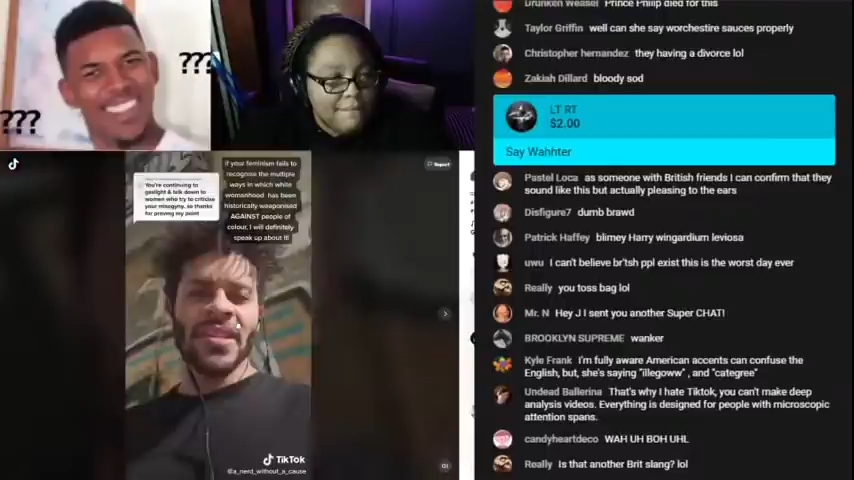 ???
???
Report
You're continuing to
gaslight & talk down to
women who try to criticise
your misogyny, so thanks
for proving my point
if your feminism fails to
recognise the multiple
ways in which white
womanhood has been
historically weaponised
AGAINST people of
colour, I will definitely
speak up about it!
TikTok
@a_nerd_without_a_cause
Drunken Weasel Prince Philip died for this
Taylor Griffin well can she say worchestire sauces properly
Christopher hernandez they having a divorce lol
Zakiah Dillard bloody sod
LT RT
$2.00
Say Wahhter
Pastel Loca as someone with British friends I can confirm that they
sound like this but actually pleasing to the ears
Disfigure7 dumb brawd
Patrick Haffey blimey Harry wingardium leviosa
uwu I can't believe br'tsh ppl exist this is the worst day ever
Really you toss bag lol
Mr. N Hey J I sent you another Super CHAT!
BROOKLYN SUPREME wanker
Kyle Frank I'm fully aware American accents can confuse the
English, but, she's saying "illegoww" , and "categree"
Undead Ballerina That's why I hate Tiktok, you can't make deep
analysis videos. Everything is designed for people with microscopic
attention spans.
candyheartdeco WAH UH BOH UHL
Really Is that another Brit slang? lol